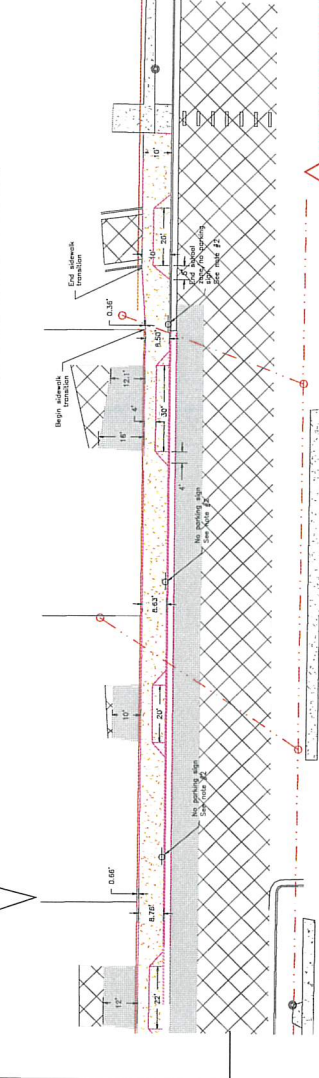 10'
End sidewalk
transition
10'
20'
6'
End school
zone/no parking
sign.
See note #2
0.36'
Begin sidewalk
transition
8.50'
12.1'
4'
16'
30'
4'
No parking sign
See note #2
8.63'
10'
20'
No parking sign
See note #2
0.66'
8.76'
12'
22'